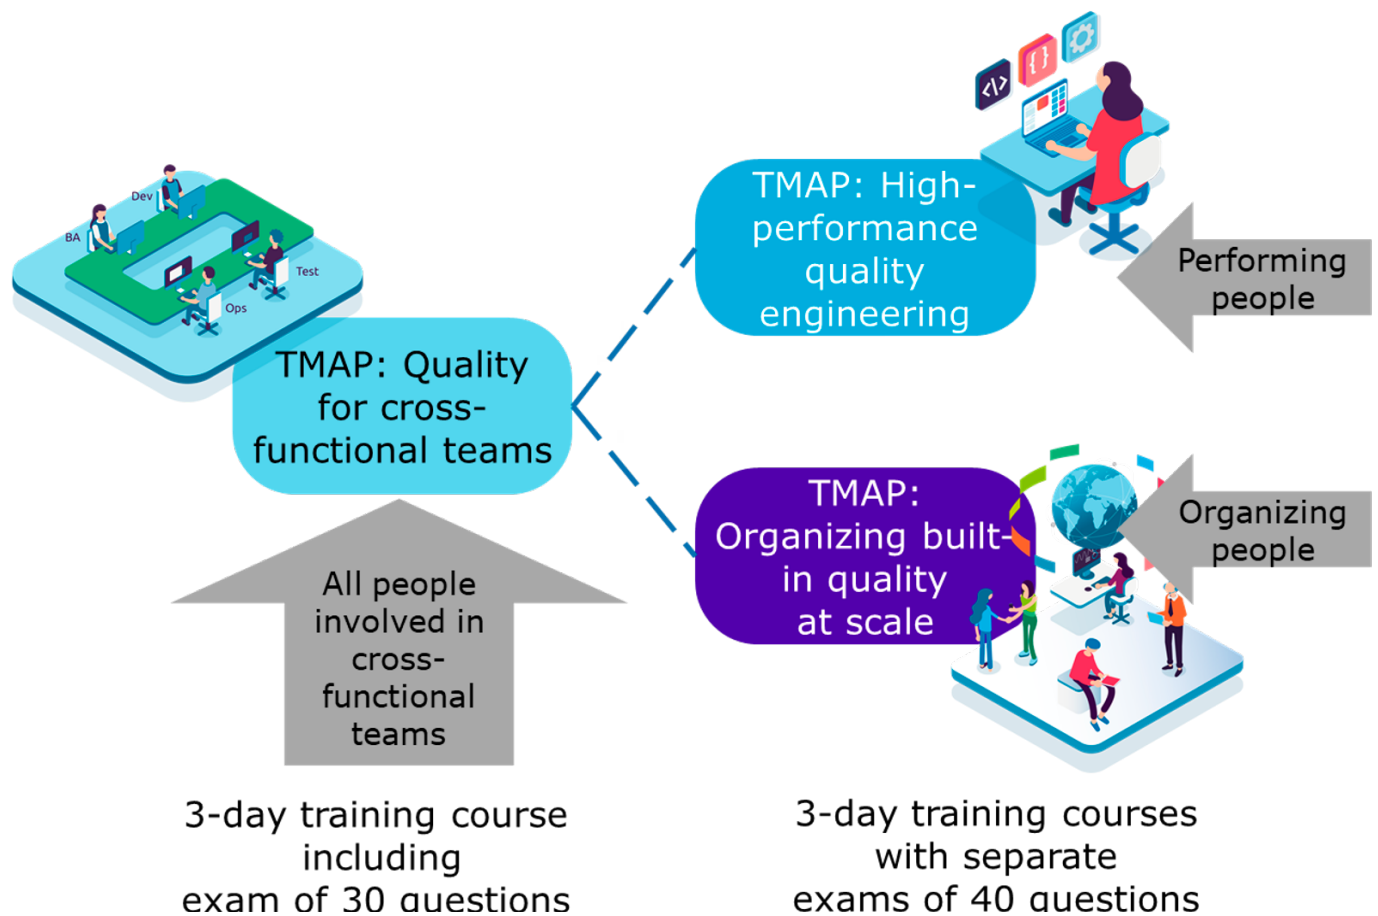 Dev
BA
Test
Ops
TMAP: Quality
for cross-
functional teams
All people
involved in
cross-
functional
teams
3-day training course
including
exam of 30 questions
</>
{}
TMAP: High-
performance
quality
engineering
Performing
people
TMAP:
Organizing built-
in quality
at scale
Organizing
people
3-day training courses
with separate
exams of 40 questions